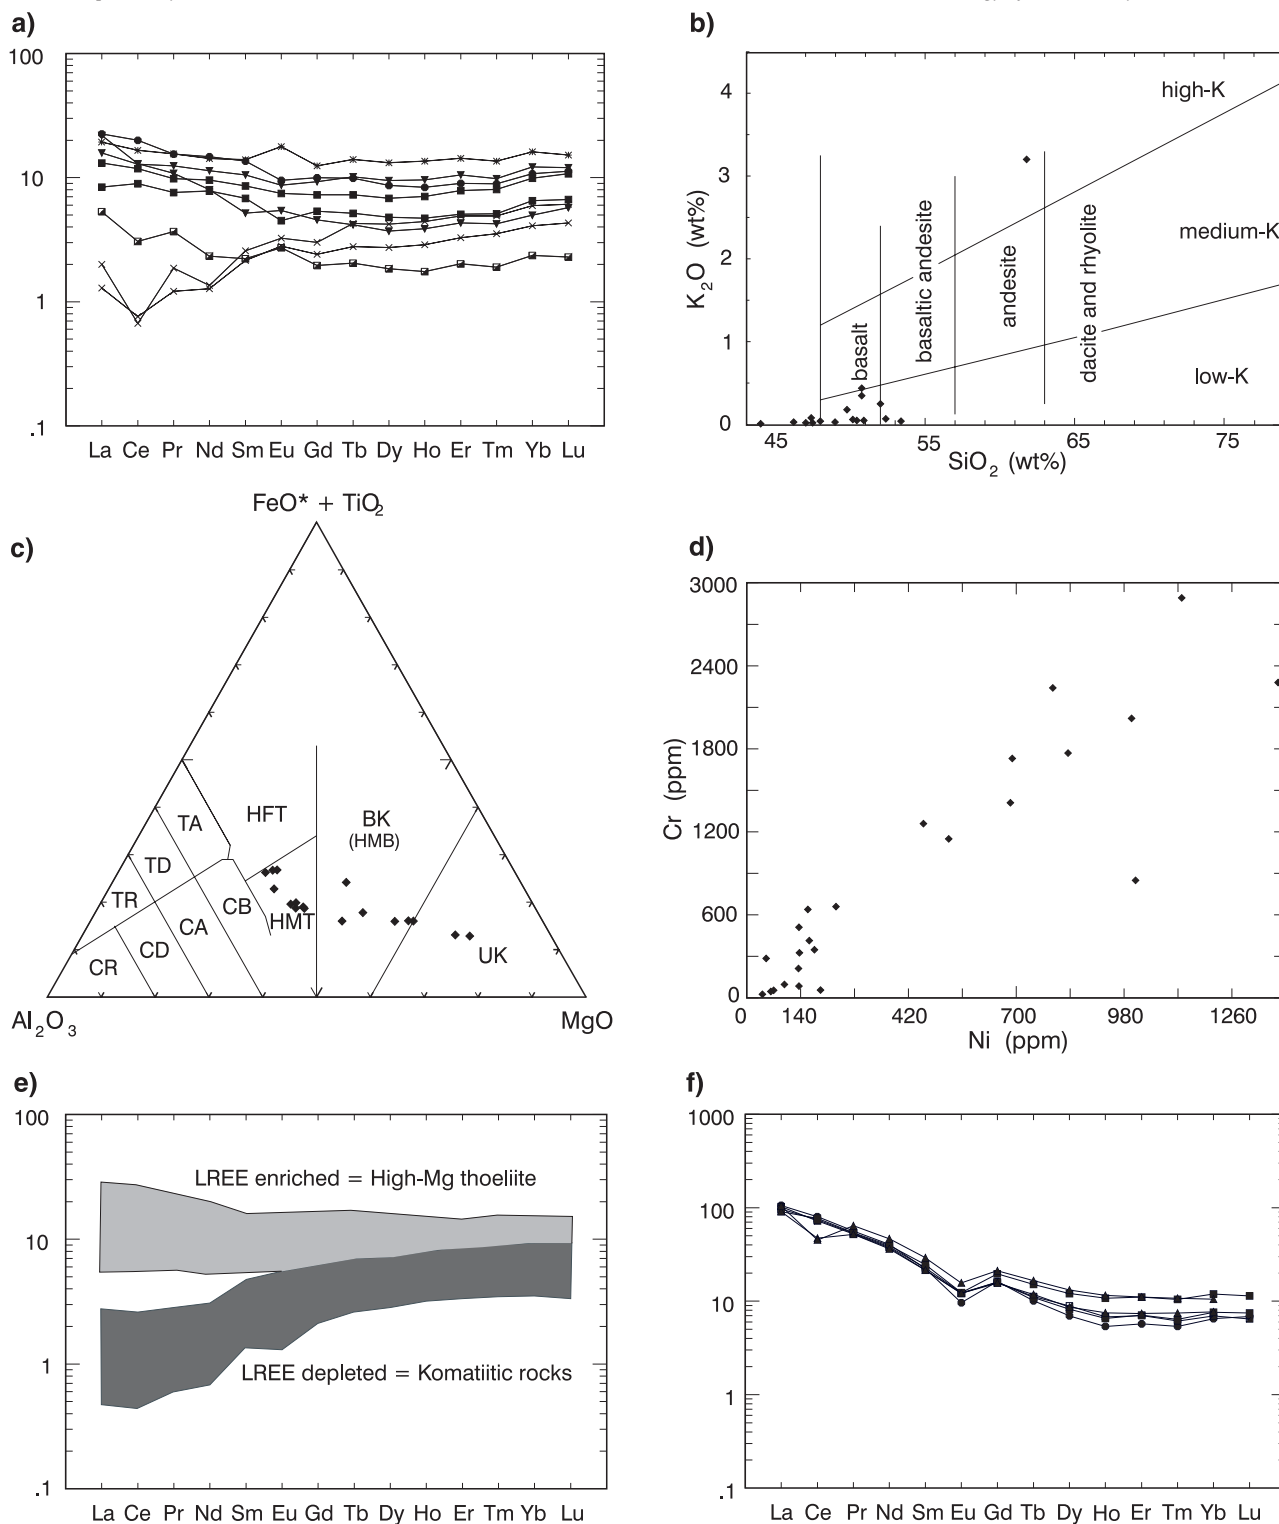 a)
100
10
1
.1
La Ce Pr Nd Sm Eu Gd Tb Dy Ho Er Tm Yb Lu
b)
4
3
2
1
0
K2O (wt%)
high-K
medium-K
low-K
basalt
basaltic andesite
andesite
dacite and rhyolite
45 55 65 75
SiO2 (wt%)
c)
FeO* + TiO2
TA
HFT
BK
(HMB)
TD
TR
CB
HMT
CA
CD
CR
UK
Al2O3
MgO
d)
3000
2400
1800
1200
600
0
Cr (ppm)
0 140 420 700 980 1260
Ni (ppm)
e)
100
10
1
.1
LREE enriched = High-Mg thoeliite
LREE depleted = Komatiitic rocks
La Ce Pr Nd Sm Eu Gd Tb Dy Ho Er Tm Yb Lu
f)
1000
100
10
1
.1
La Ce Pr Nd Sm Eu Gd Tb Dy Ho Er Tm Yb Lu